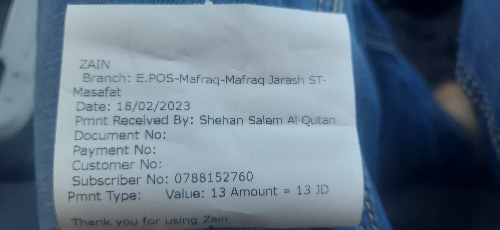 ZAIN
Branch: E.POS-Mafraq-Mafraq Jarash ST-
Masafat
Date: 18/02/2023
Pmnt Received By: Shehan Salem Al Qutan
Document No:
Payment No:
Customer No:
Subscriber No: 0788152760
Pmnt Type: Value: 13 Amount = 13 JD
Thank you for using Zain